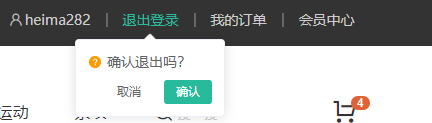 heima282 | 退出登录 | 我的订单 | 会员中心
确认退出吗?
取消 确认
运动
4